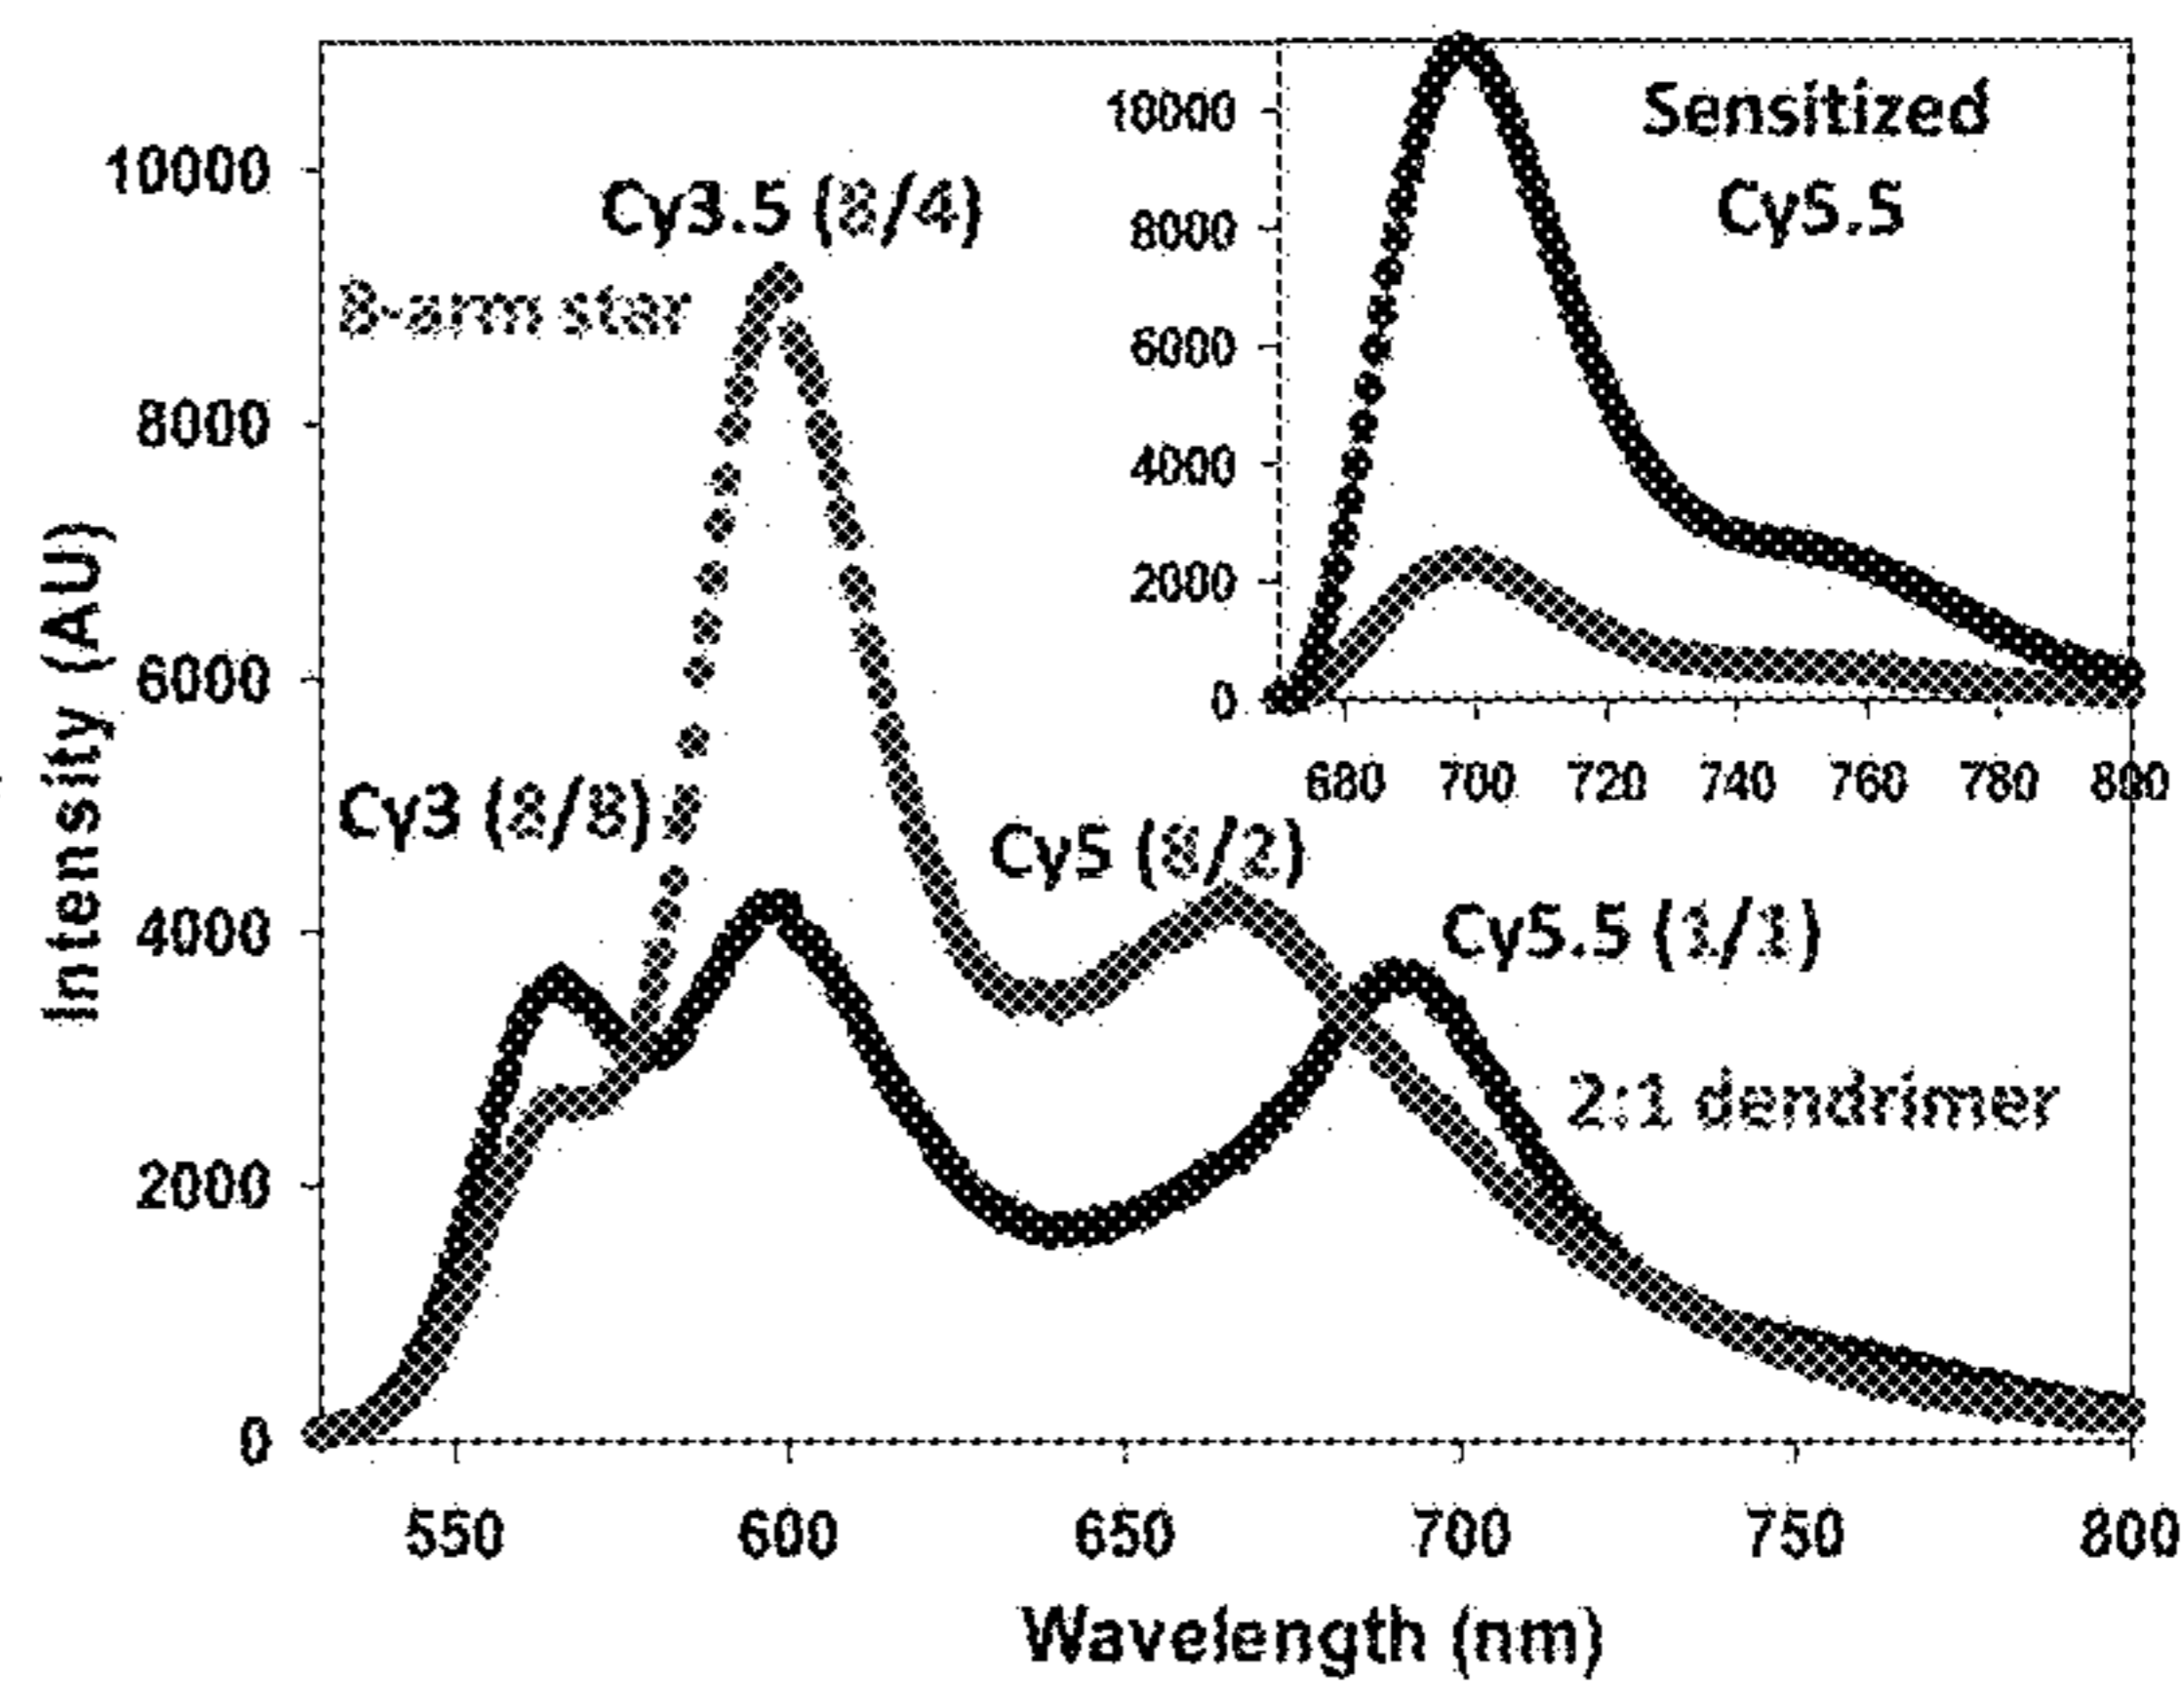 18000
Sensitized
Cy5.5
10000
Cy3.5 (8/4)
8000
8-arm star
8000
6000
4000
2000
6000
0
680 700 720 740 760 780 800
Cy3 (8/8)
Cy5 (8/2)
Cy5.5 (1/1)
4000
2:1 dendrimer
2000
0
550 600 650 700 750 800
Wavelength (nm)
Intensity (AU)